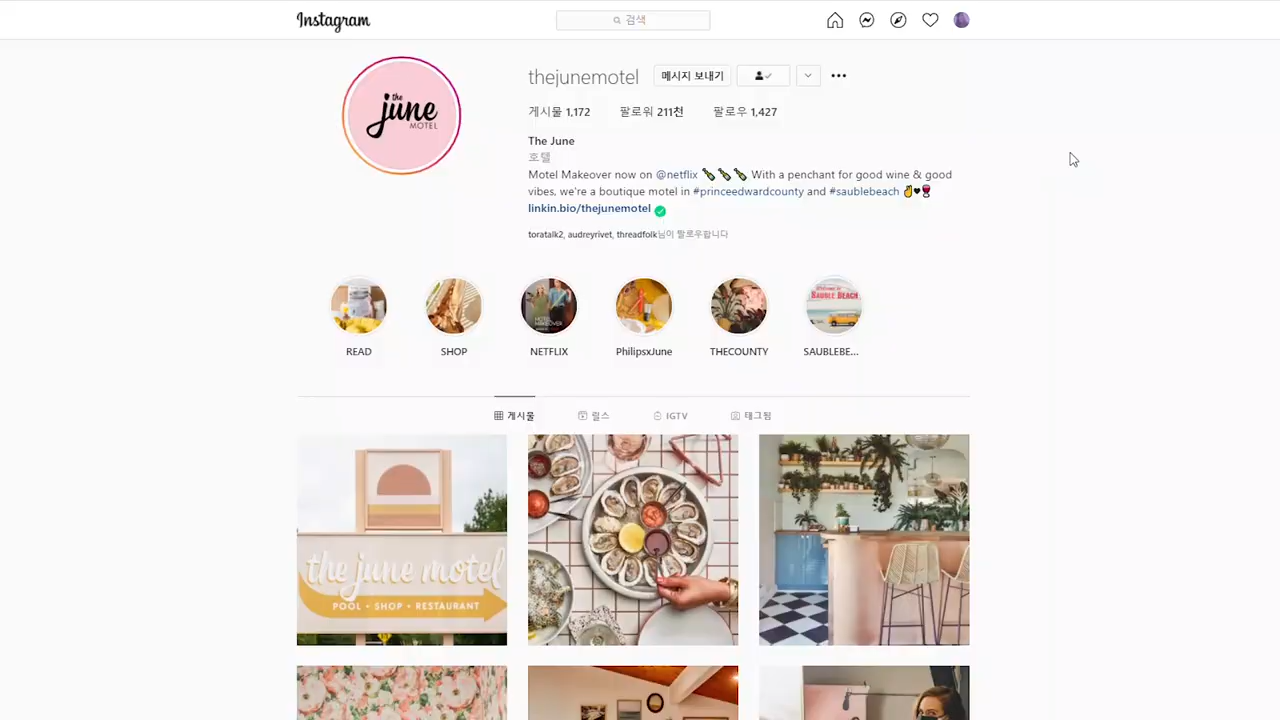 Instagram
검색
the
june
MOTEL
thejunemotel
메시지 보내기
게시물 1,172 팔로워 211천 팔로우 1,427
The June
호텔
Motel Makeover now on @netflix 🍾🍾🍾 With a penchant for good wine & good
vibes, we're a boutique motel in #princeedwardcounty and #saublebeach ✌️🖤🍷
linkin.bio/thejunemotel
toratalk2, audreyrivet, threadfolk님이 팔로우합니다
SAUBLE BEACH
READ SHOP NETFLIX PhilipsxJune THECOUNTY SAUBLEBE...
게시물 릴스 IGTV 태그됨
the june motel
POOL • SHOP • RESTAURANT